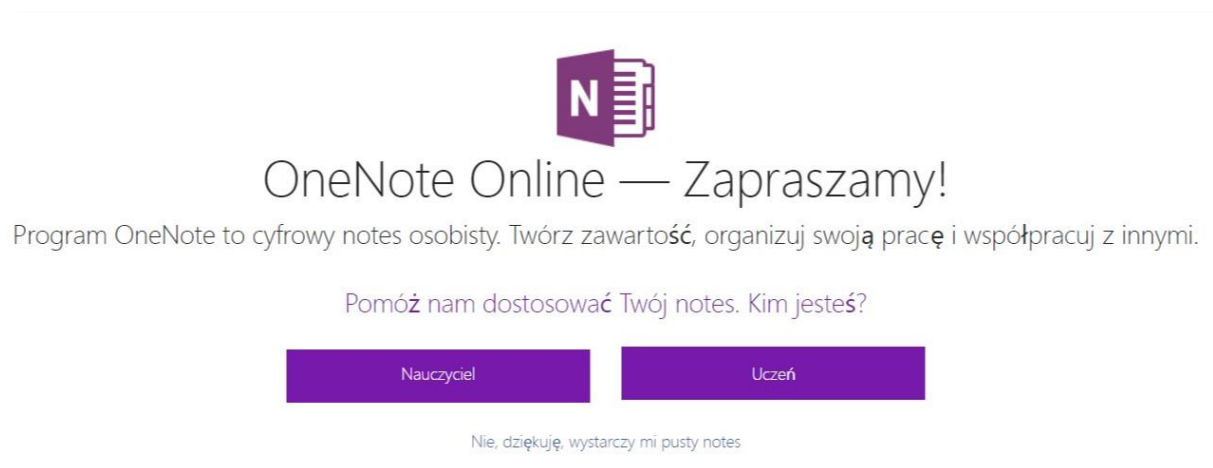 N
OneNote Online — Zapraszamy!
Program OneNote to cyfrowy notes osobisty. Twórz zawartość, organizuj swoją pracę i współpracuj z innymi.
Pomóż nam dostosować Twój notes. Kim jesteś?
Nauczyciel
Uczeń
Nie, dziękuję, wystarczy mi pusty notes